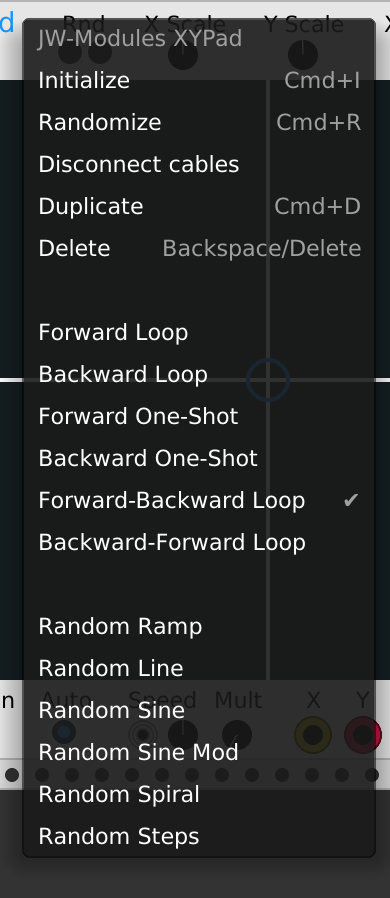 d Rnd X Scale Y Scale X
JW-Modules XYPad
Initialize Cmd+I
Randomize Cmd+R
Disconnect cables
Duplicate Cmd+D
Delete Backspace/Delete
Forward Loop
Backward Loop
Forward One-Shot
Backward One-Shot
Forward-Backward Loop ✔
Backward-Forward Loop
Random Ramp
Random Line
n Auto Speed Mult X Y
Random Sine
Random Sine Mod
Random Spiral
Random Steps